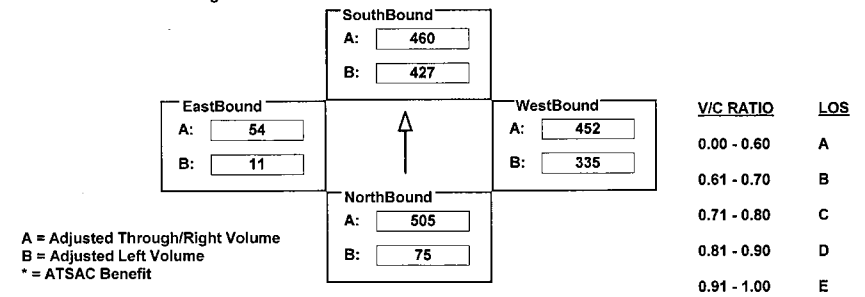 SouthBound
A: 460
B: 427
EastBound
A: 54
B: 11
WestBound
A: 452
B: 335
NorthBound
A: 505
B: 75
A = Adjusted Through/Right Volume
B = Adjusted Left Volume
* = ATSAC Benefit
V/C RATIO LOS
0.00 - 0.60 A
0.61 - 0.70 B
0.71 - 0.80 C
0.81 - 0.90 D
0.91 - 1.00 E